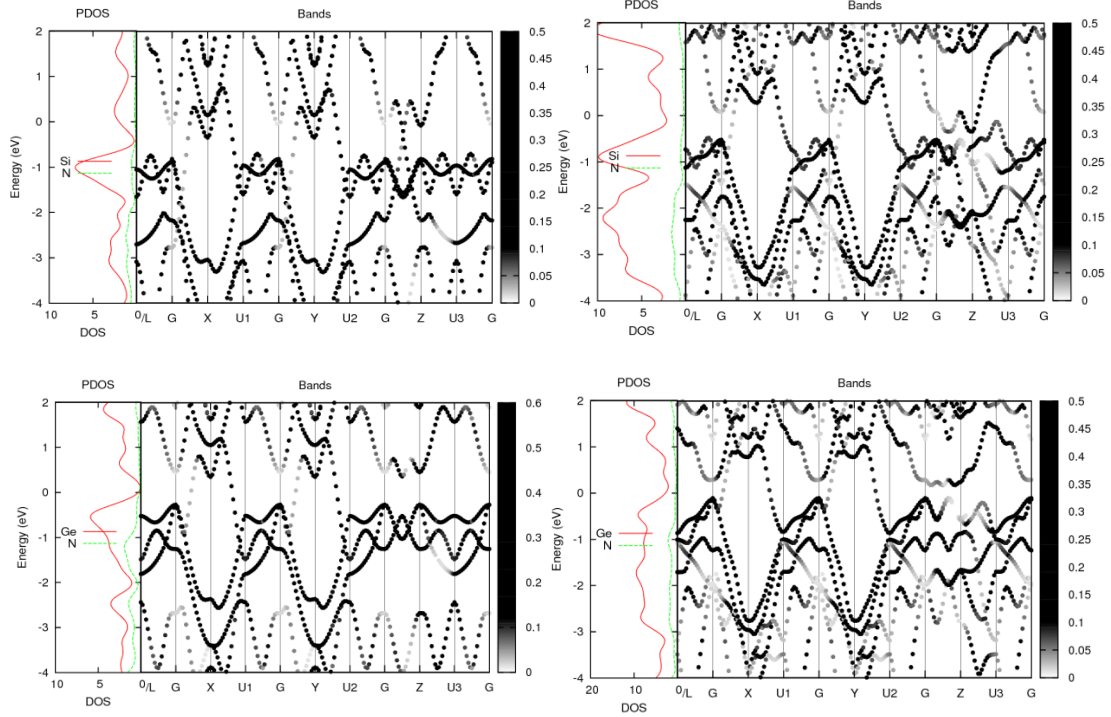 PDOS Bands
2 0.5
1 0.45
0.4
0 0.35
0.3
Energy (eV) -1 Si 0.25
N
-2 0.2
0.15
-3 0.1
0.05
-4 0
10 5 0/L G X U1 G Y U2 G Z U3 G
DOS
PDOS Bands
2 0.5
1 0.45
0.4
0 0.35
0.3
Energy (eV) -1 Si 0.25
N
-2 0.2
0.15
-3 0.1
0.05
-4 0
10 5 0/L G X U1 G Y U2 G Z U3 G
DOS
PDOS Bands
2 0.6
1 0.5
0 0.4
Energy (eV) -1 Ge 0.3
N
-2 0.2
-3 0.1
-4 0
10 5 0/L G X U1 G Y U2 G Z U3 G
DOS
PDOS Bands
2 0.5
1 0.45
0.4
0 0.35
0.3
Energy (eV) -1 Ge 0.25
N
-2 0.2
0.15
-3 0.1
0.05
-4 0
20 10 0/L G X U1 G Y U2 G Z U3 G
DOS